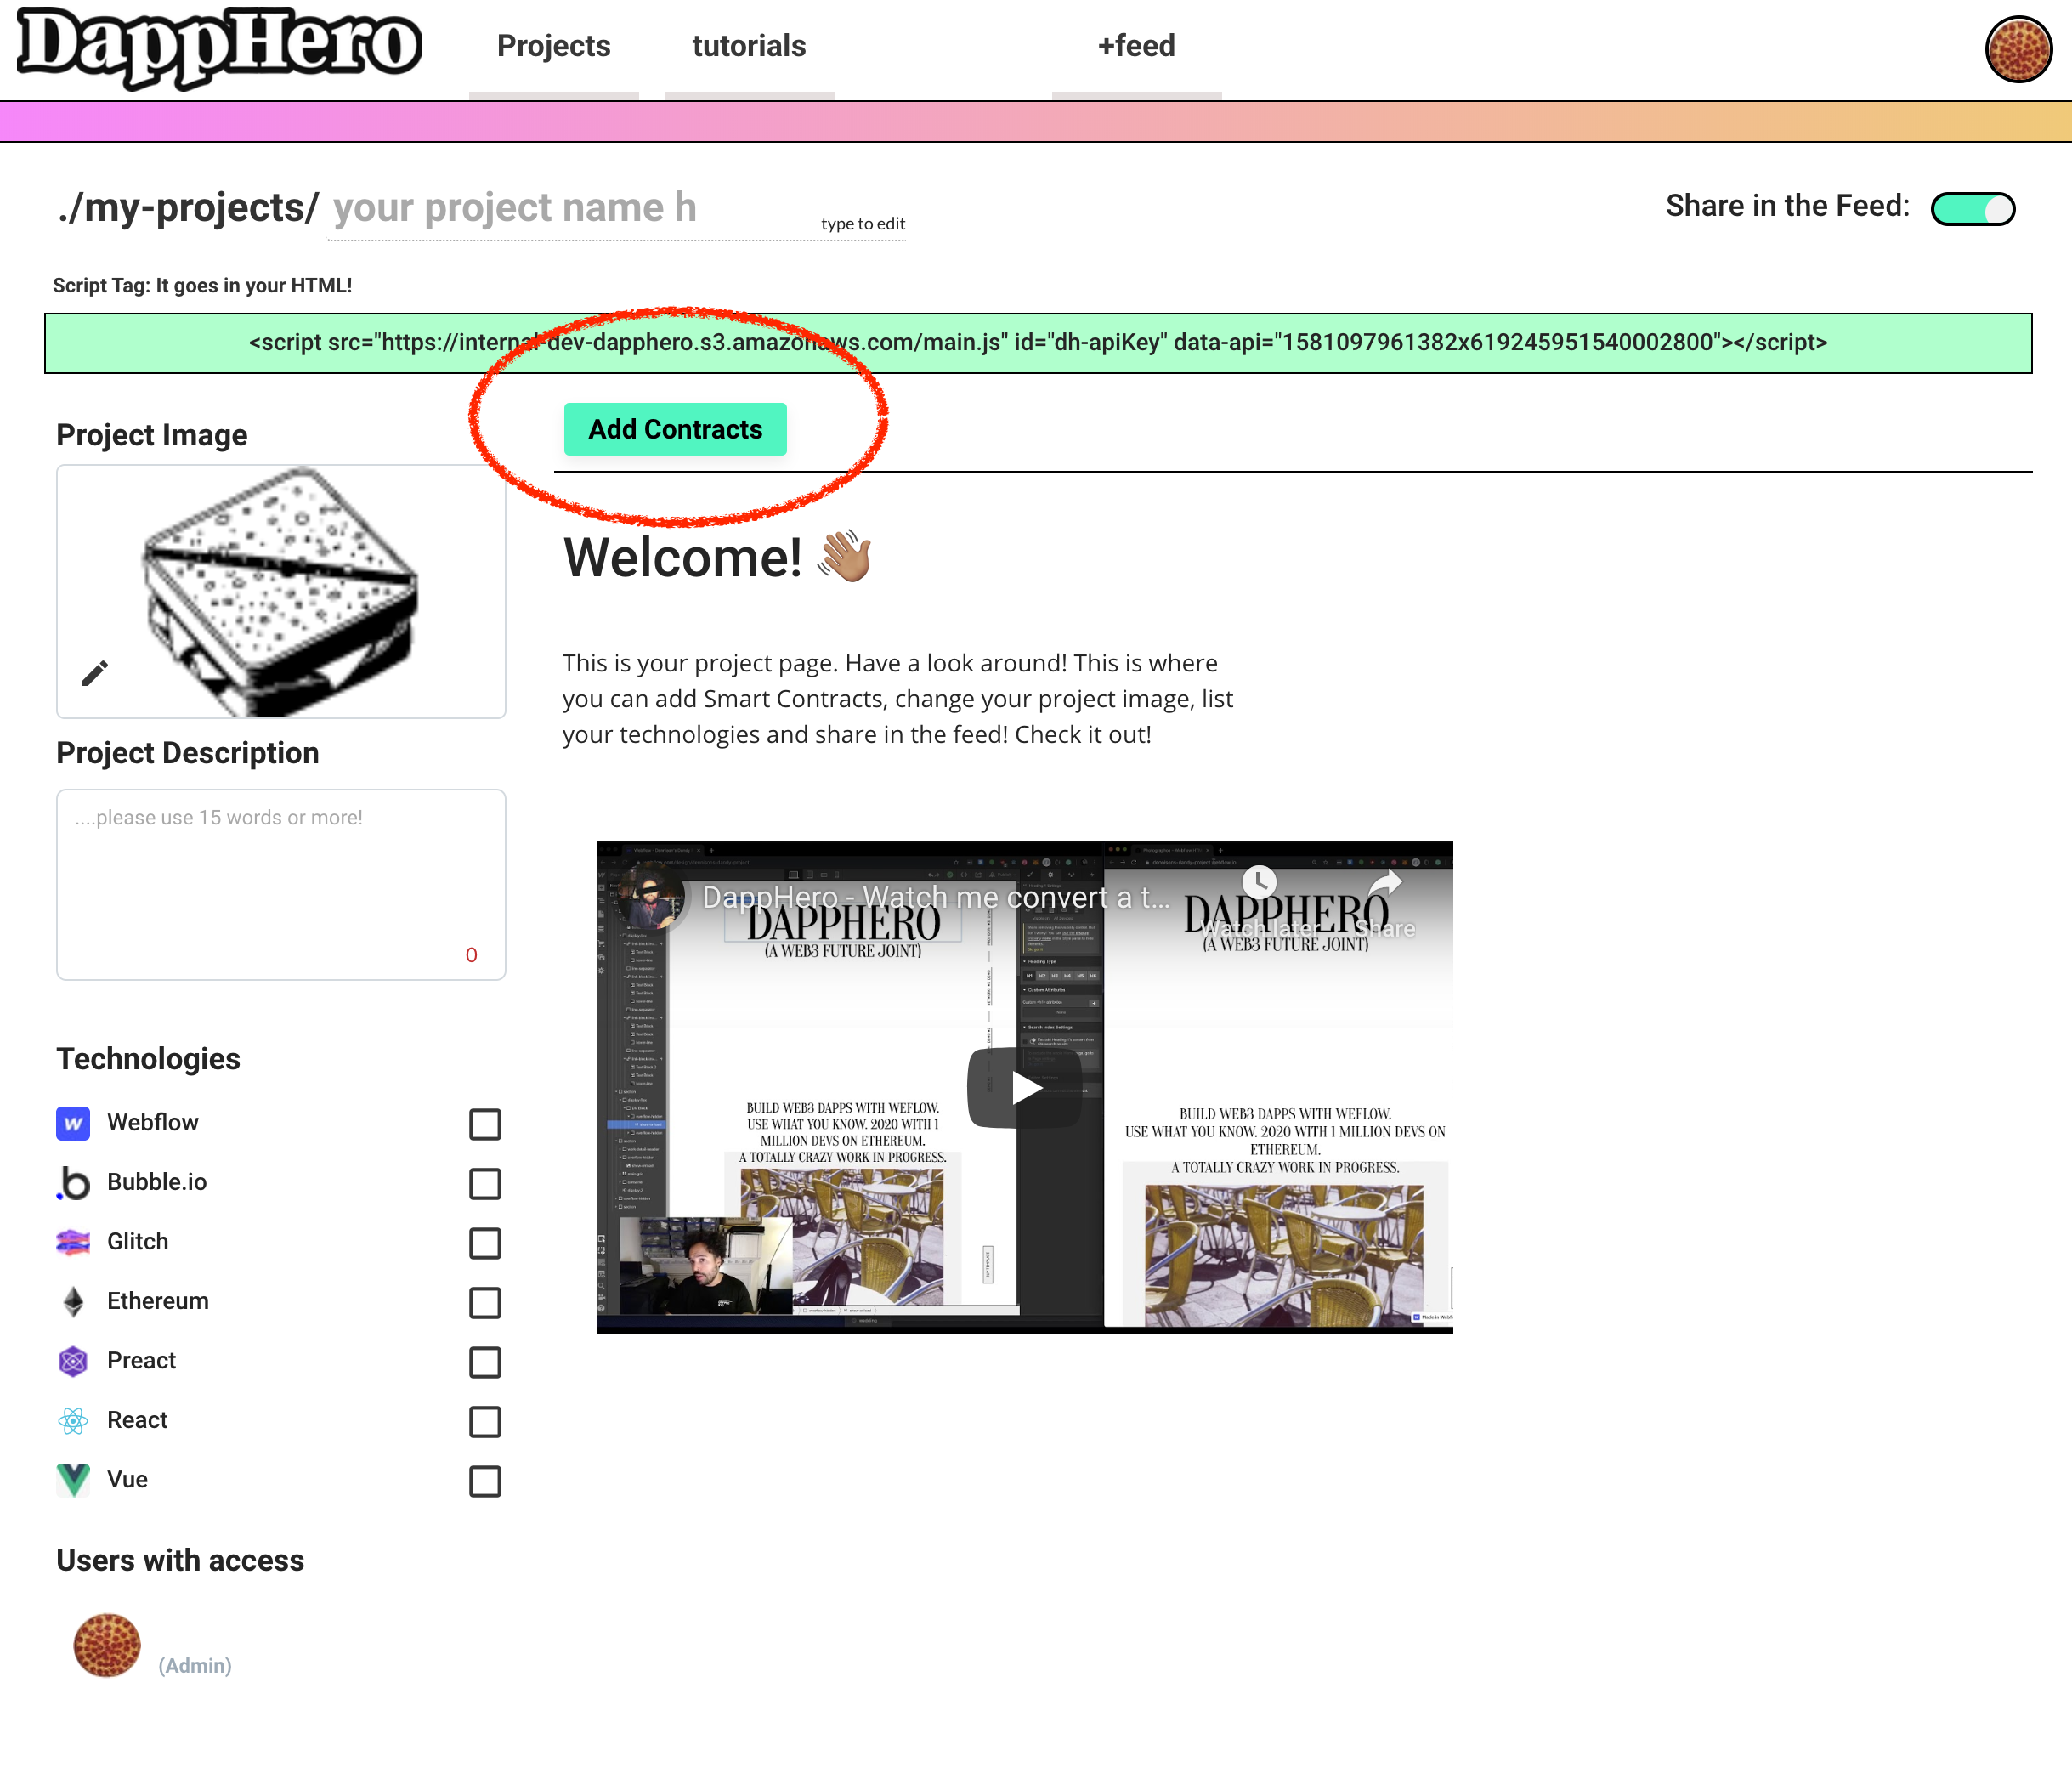 DappHero
Projects
tutorials
+feed
./my-projects/ your project name h
type to edit
Share in the Feed:
Script Tag: It goes in your HTML!
<script src="https://internal-dev-dapphero.s3.amazonaws.com/main.js" id="dh-apiKey" data-api="1581097961382x619245951540002800"></script>
Add Contracts
Project Image
Welcome! 👋🏽
This is your project page. Have a look around! This is where
you can add Smart Contracts, change your project image, list
your technologies and share in the feed! Check it out!
Project Description
....please use 15 words or more!
0
DappHero - Watch me convert a t...
Watch later
Share
DAPPHERO
(A WEB3 FUTURE JOINT)
BUILD WEB3 DAPPS WITH WEFLOW.
USE WHAT YOU KNOW. 2020 WITH 1
MILLION DEVS ON ETHEREUM.
A TOTALLY CRAZY WORK IN PROGRESS.
DAPPHERO
(A WEB3 FUTURE JOINT)
BUILD WEB3 DAPPS WITH WEFLOW.
USE WHAT YOU KNOW. 2020 WITH 1 MILLION DEVS ON
ETHEREUM.
A TOTALLY CRAZY WORK IN PROGRESS.
Heading Type
Custom Attributes
Search Index Settings
Technologies
Webflow
Bubble.io
Glitch
Ethereum
Preact
React
Vue
Users with access
(Admin)